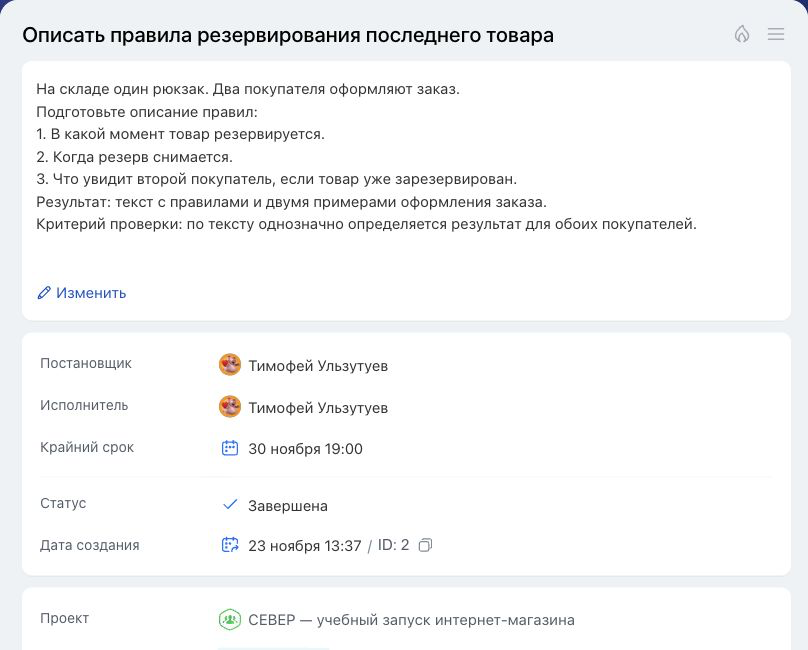 Описать правила резервирования последнего товара
На складе один рюкзак. Два покупателя оформляют заказ.
Подготовьте описание правил:
1. В какой момент товар резервируется.
2. Когда резерв снимается.
3. Что увидит второй покупатель, если товар уже зарезервирован.
Результат: текст с правилами и двумя примерами оформления заказа.
Критерий проверки: по тексту однозначно определяется результат для обоих покупателей.
Изменить
Постановщик Тимофей Ульзутуев
Исполнитель Тимофей Ульзутуев
Крайний срок 30 ноября 19:00
Статус Завершена
Дата создания 23 ноября 13:37 / ID: 2
Проект СЕВЕР — учебный запуск интернет-магазина